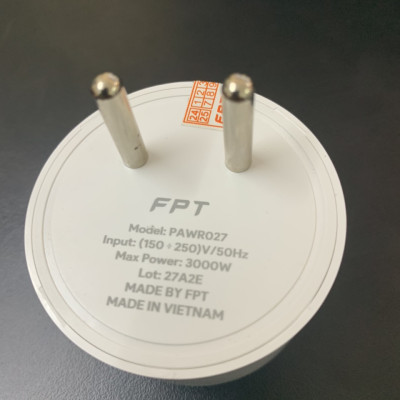 FPT
Model: PAWR027
Input: (150 ÷ 250)V/50Hz
Max Power: 3000W
Lot: 27A2E
MADE BY FPT
MADE IN VIETNAM